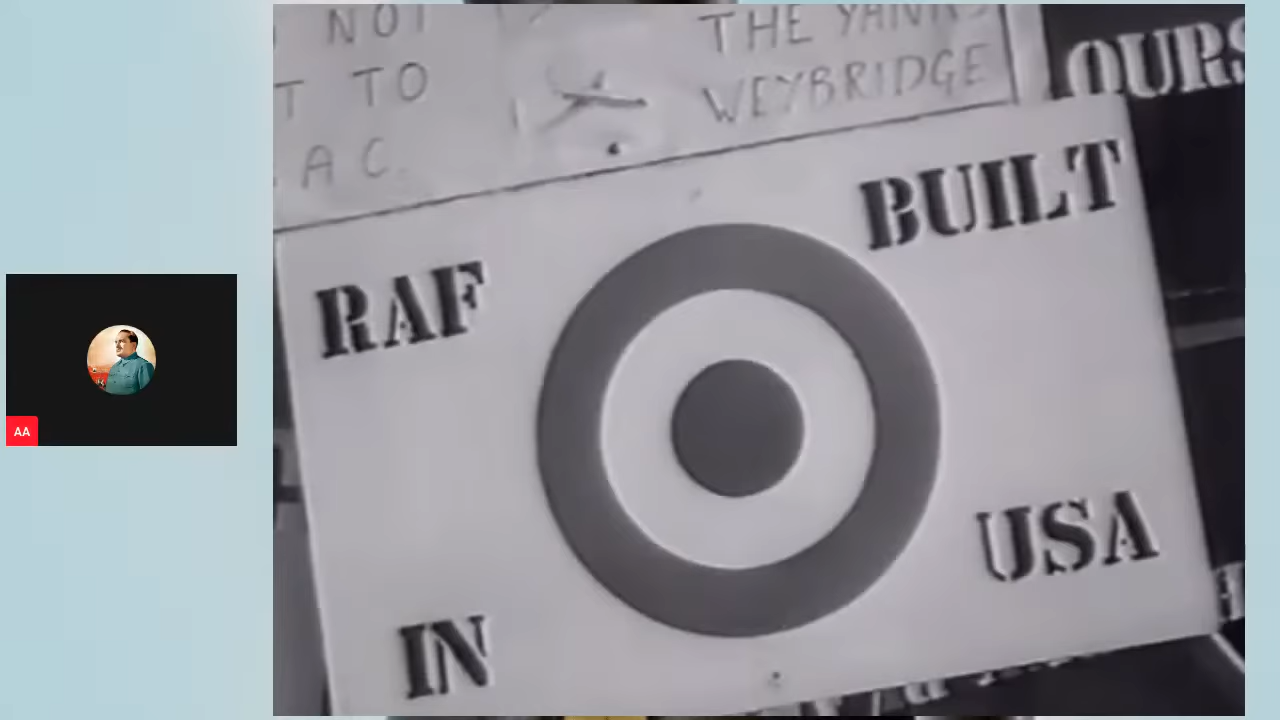 NOT
T TO
A C.
THE YANKS
WEYBRIDGE
OURS
RAF
BUILT
IN
USA
AA